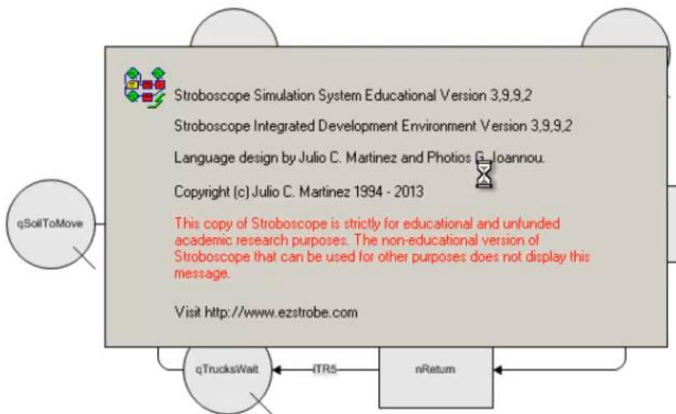 Stroboscope Simulation System Educational Version 3,9,9,2
Stroboscope Integrated Development Environment Version 3,9,9,2
Language design by Julio C. Martinez and Photios G. Ioannou.
Copyright (c) Julio C. Martinez 1994 - 2013
qSoilToMove
This copy of Stroboscope is strictly for educational and unfunded
academic research purposes. The non-educational version of
Stroboscope that can be used for other purposes does not display this
message.
Visit http://www.ezstrobe.com
qTrucksWait
TR5
nReturn